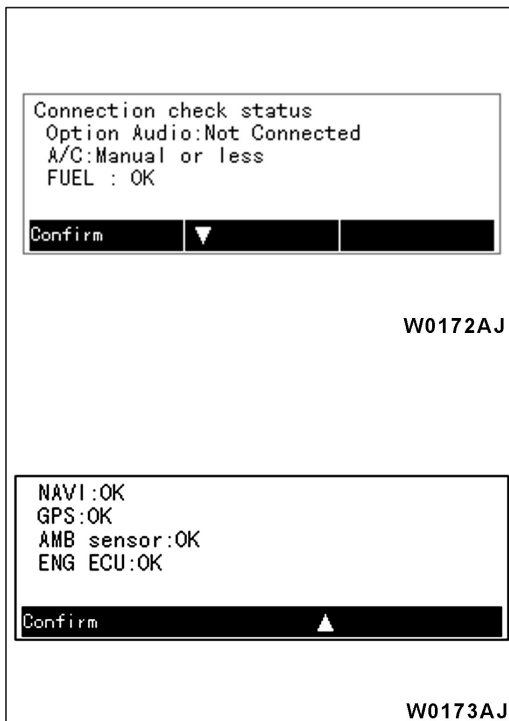 Connection check status
Option Audio:Not Connected
A/C:Manual or less
FUEL : OK
Confirm ▼
W0172AJ
NAVI:OK
GPS:OK
AMB sensor:OK
ENG ECU:OK
Confirm ▲
W0173AJ